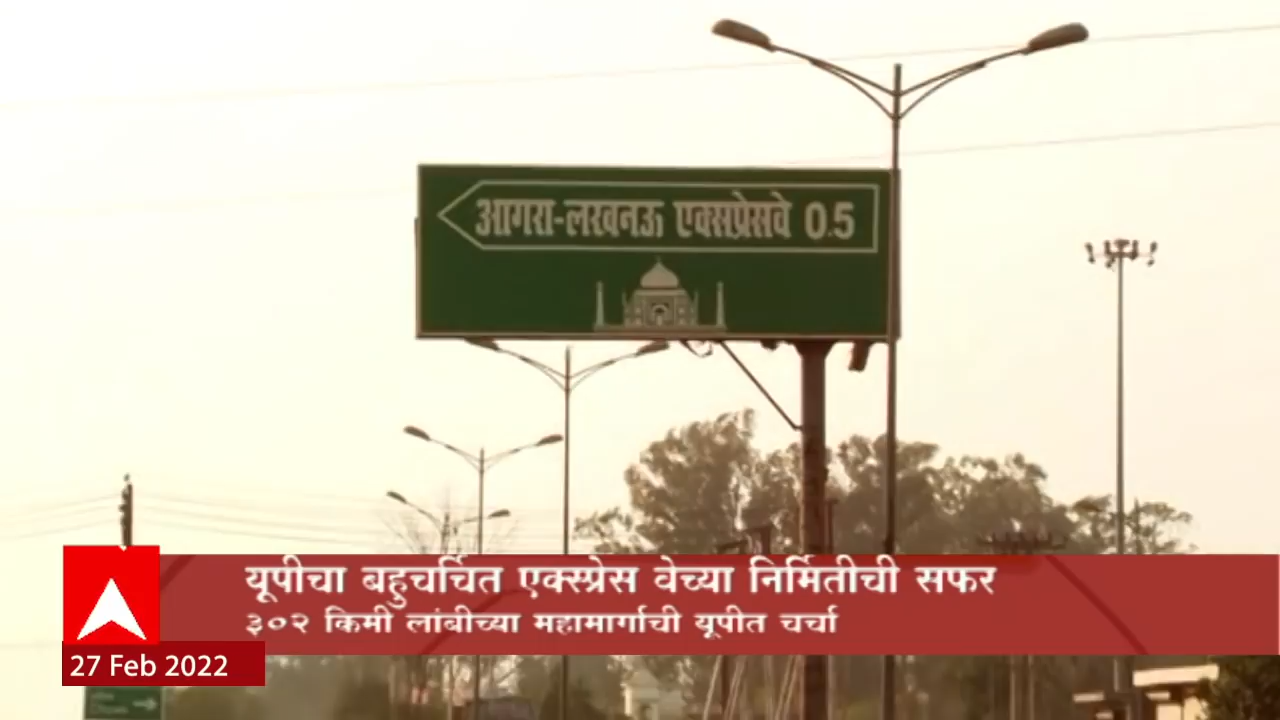 आगरा-लखनऊ एक्सप्रेसवे 0.5
यूपीचा बहुचर्चित एक्स्प्रेस वेच्या निर्मितीची सफर
३०२ किमी लांबीच्या महामार्गाची यूपीत चर्चा
27 Feb 2022